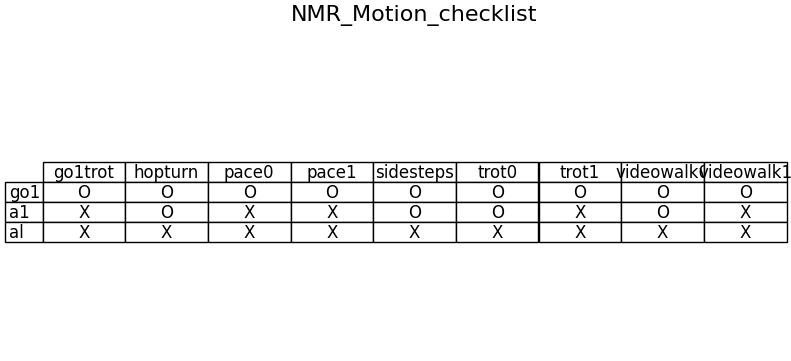 NMR_Motion_checklist
go1trot hopturn pace0 pace1 sidesteps trot0 trot1 videowalk0 videowalk1
go1 O O O O O O O O O
a1 X O X X O O X O X
al X X X X X X X X X